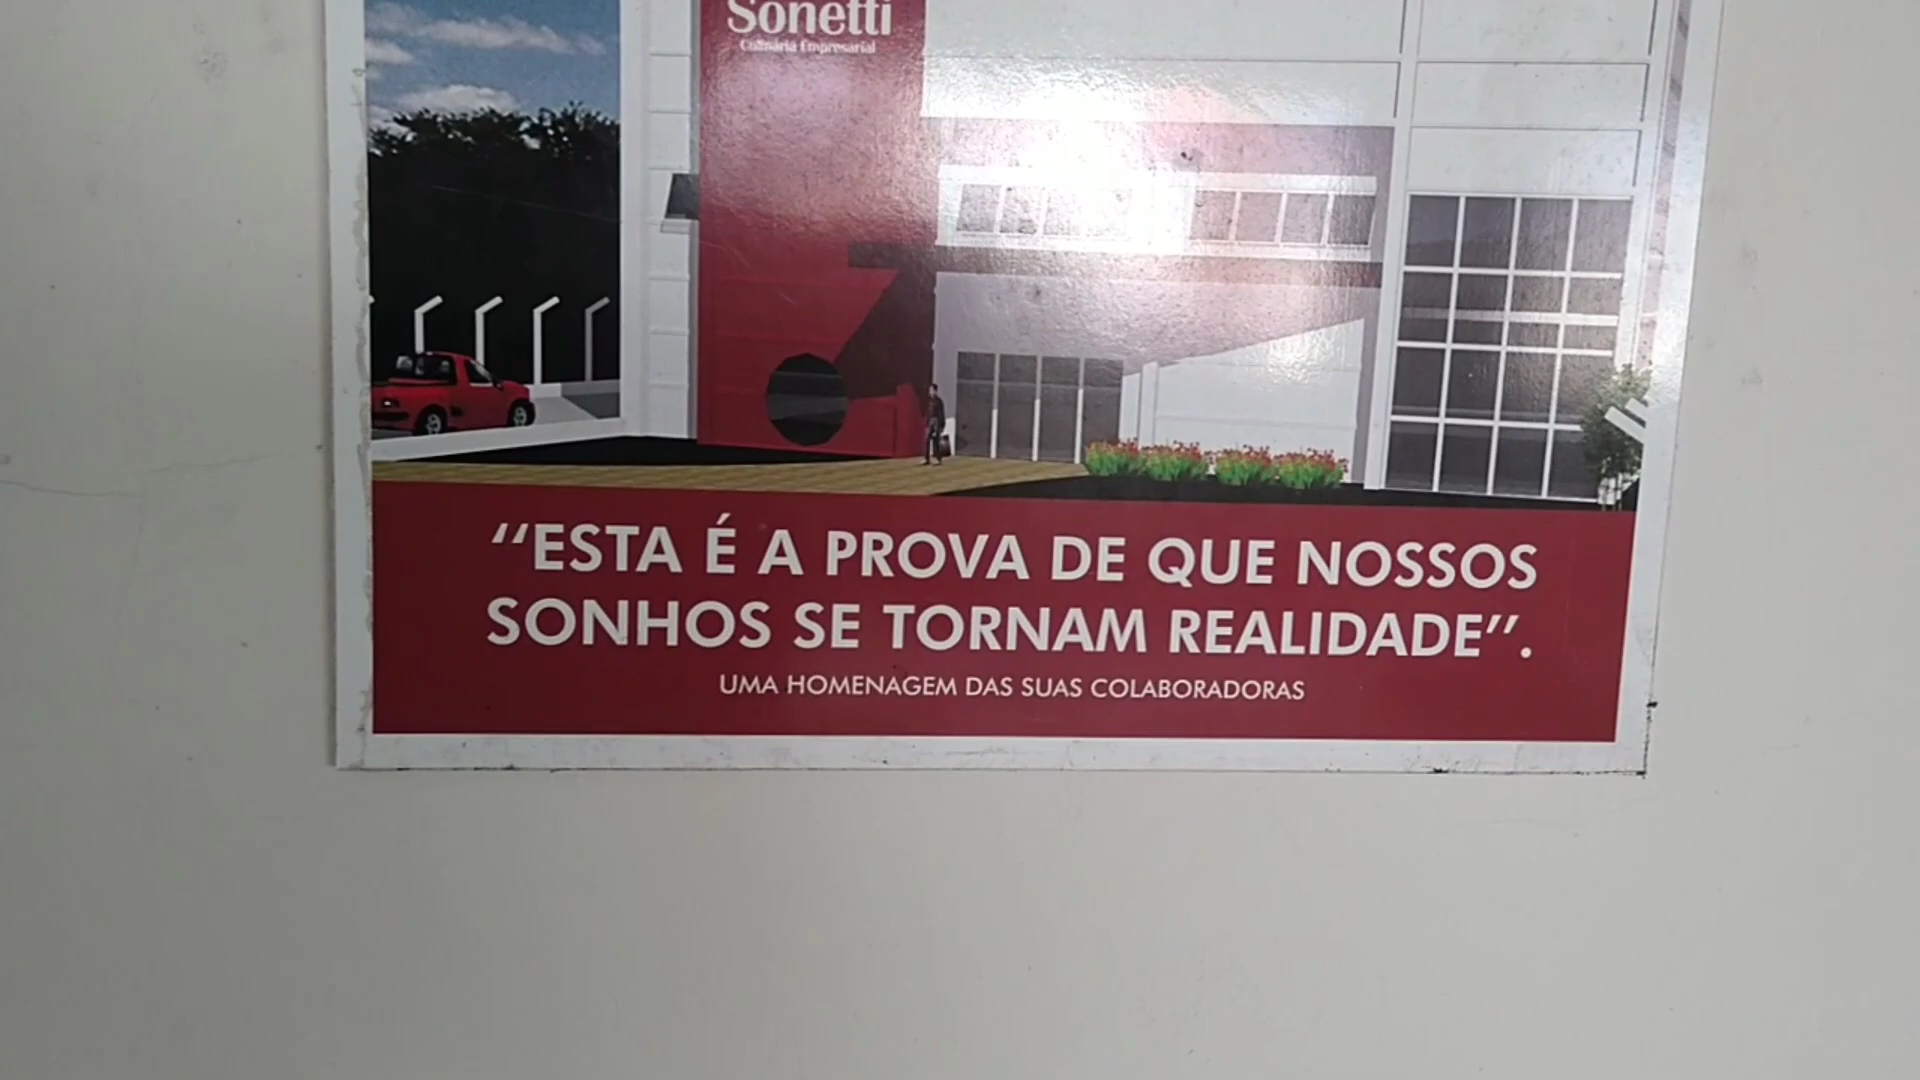 Sonetti
Culinária Empresarial
“ESTA É A PROVA DE QUE NOSSOS
SONHOS SE TORNAM REALIDADE”.
UMA HOMENAGEM DAS SUAS COLABORADORAS